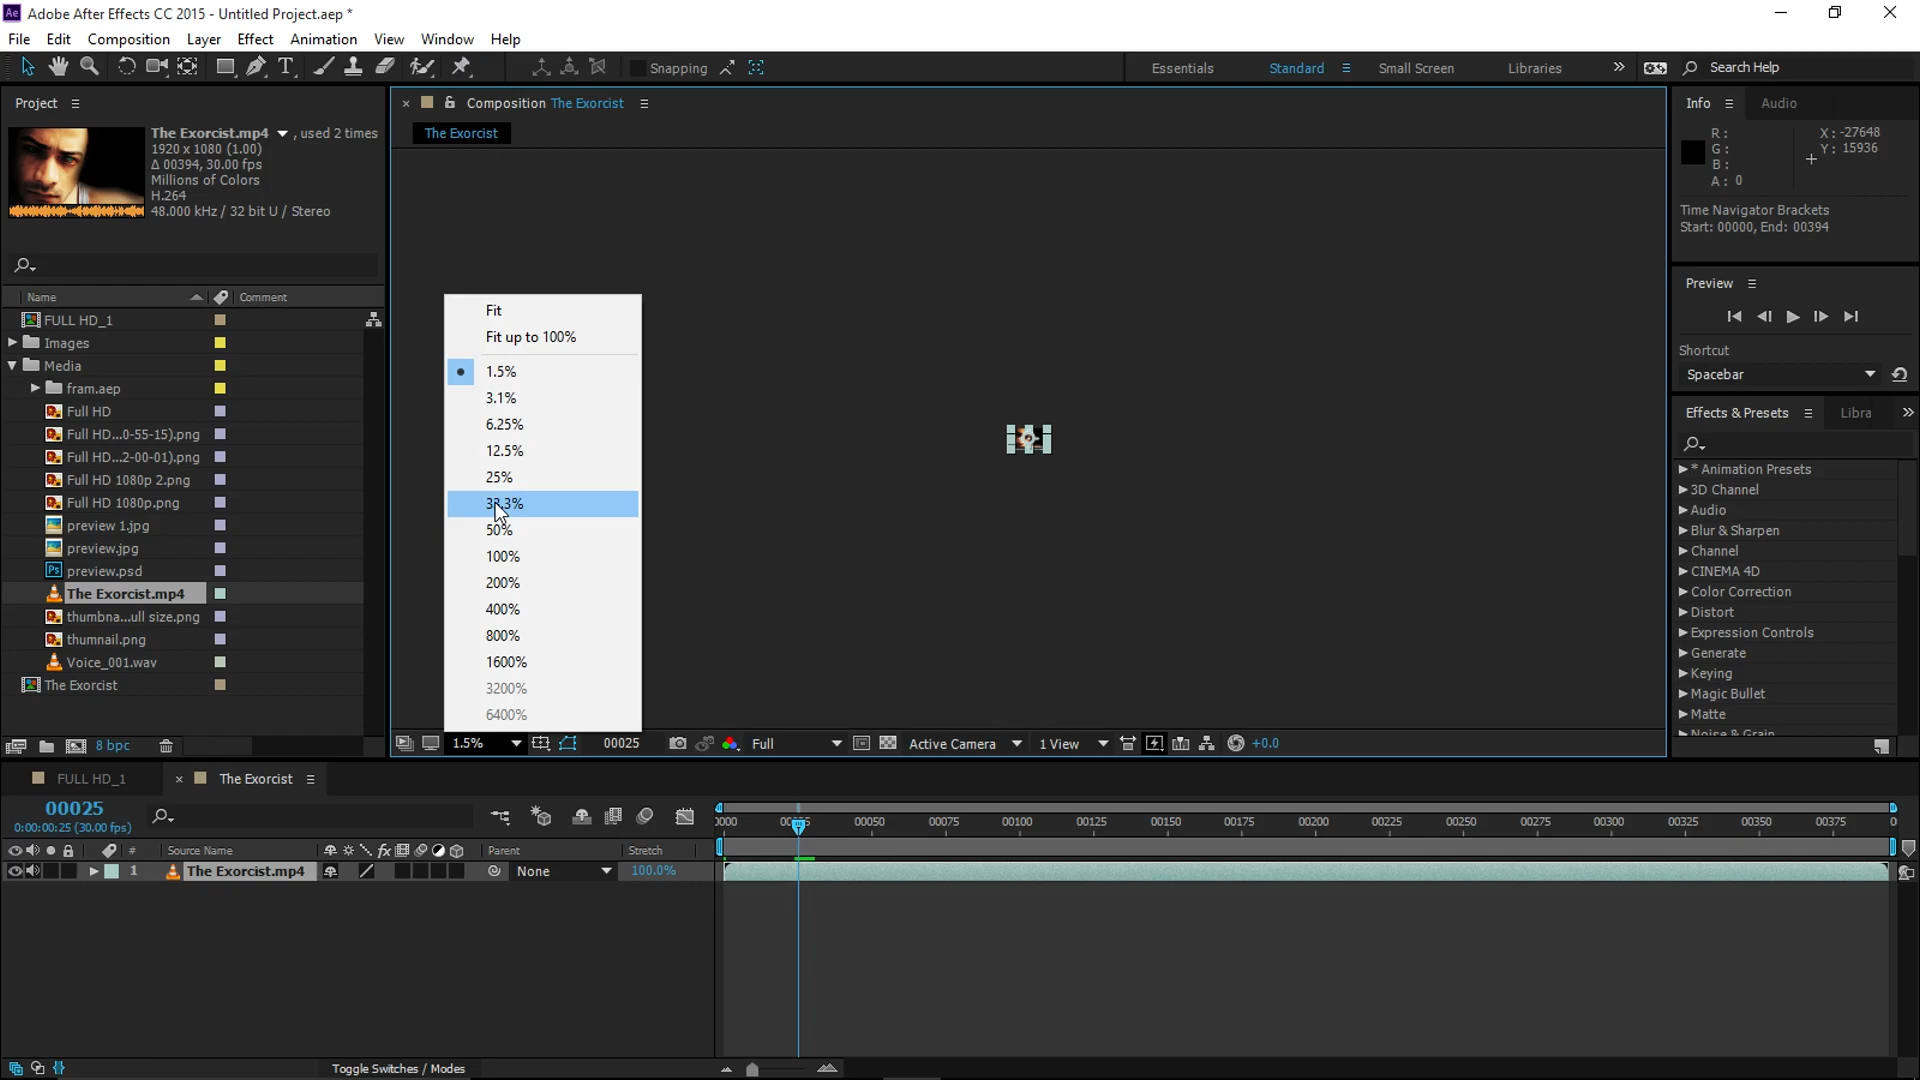 Adobe After Effects CC 2015 - Untitled Project.aep *
File Edit Composition Layer Effect Animation View Window Help
Snapping Essentials Standard Small Screen Libraries Search Help
Project
The Exorcist.mp4 , used 2 times
1920 x 1080 (1.00)
Δ 00394, 30.00 fps
Millions of Colors
H.264
48.000 kHz / 32 bit U / Stereo
Name Comment
FULL HD_1
Images
Media
fram.aep
Full HD
Full HD...0-55-15).png
Full HD...2-00-01).png
Full HD 1080p 2.png
Full HD 1080p.png
preview 1.jpg
preview.jpg
Ps preview.psd
The Exorcist.mp4
thumbna...ull size.png
thumnail.png
Voice_001.wav
The Exorcist
8 bpc
Composition The Exorcist
The Exorcist
Fit
Fit up to 100%
1.5%
3.1%
6.25%
12.5%
25%
33.3%
50%
100%
200%
400%
800%
1600%
3200%
6400%
1.5% 00025 Full Active Camera 1 View +0.0
Info Audio
R: X: -27648
G: Y: 15936
B:
A: 0
Time Navigator Brackets
Start: 00000, End: 00394
Preview
Shortcut
Spacebar
Effects & Presets Libra
* Animation Presets
3D Channel
Audio
Blur & Sharpen
Channel
CINEMA 4D
Color Correction
Distort
Expression Controls
Generate
Keying
Magic Bullet
Matte
Noise & Grain
FULL HD_1 The Exorcist
00025
0:00:00:25 (30.00 fps)
00050 00075 00100 00125 00150 00175 00200 00225 00250 00275 00300 00325 00350 00375
# Source Name fx Parent Stretch
1 The Exorcist.mp4 None 100.0%
Toggle Switches / Modes